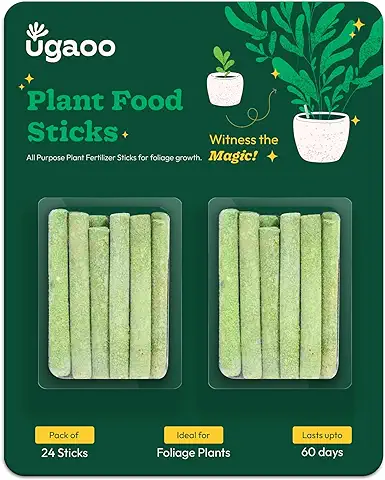 ugaoo
Plant Food
Sticks
All Purpose Plant Fertilizer Sticks for foliage growth.
Witness the
Magic!
Pack of
24 Sticks
Ideal for
Foliage Plants
Lasts upto
60 days